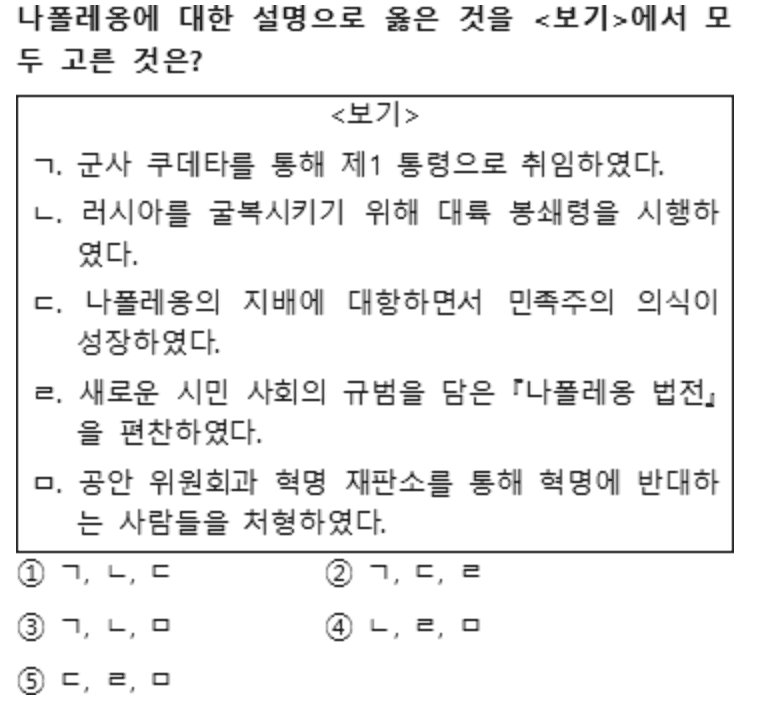 나폴레옹에 대한 설명으로 옳은 것을 <보기>에서 모
두 고른 것은?
<보기>
ㄱ. 군사 쿠데타를 통해 제1 통령으로 취임하였다.
ㄴ. 러시아를 굴복시키기 위해 대륙 봉쇄령을 시행하
였다.
ㄷ. 나폴레옹의 지배에 대항하면서 민족주의 의식이
성장하였다.
ㄹ. 새로운 시민 사회의 규범을 담은 『나폴레옹 법전』
을 편찬하였다.
ㅁ. 공안 위원회과 혁명 재판소를 통해 혁명에 반대하
는 사람들을 처형하였다.
① ㄱ, ㄴ, ㄷ ② ㄱ, ㄷ, ㄹ
③ ㄱ, ㄴ, ㅁ ④ ㄴ, ㄹ, ㅁ
⑤ ㄷ, ㄹ, ㅁ